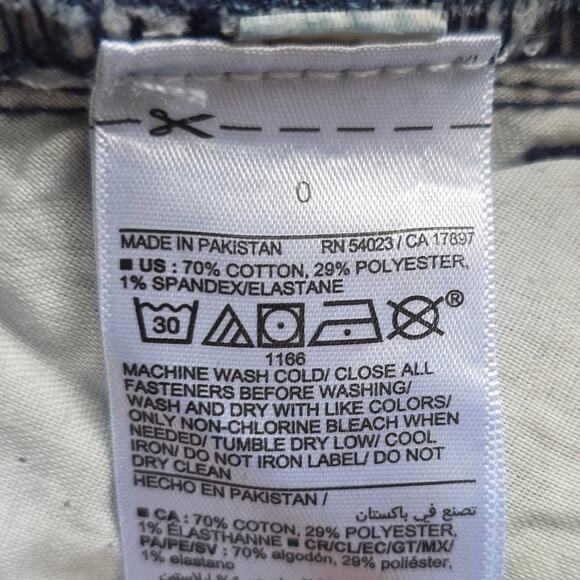 0
MADE IN PAKISTAN RN 54023 / CA 17897
■ US : 70% COTTON, 29% POLYESTER,
1% SPANDEX/ELASTANE
30 ®
1166
MACHINE WASH COLD/ CLOSE ALL
FASTENERS BEFORE WASHING/
WASH AND DRY WITH LIKE COLORS/
ONLY NON-CHLORINE BLEACH WHEN
NEEDED/ TUMBLE DRY LOW/ COOL
IRON/ DO NOT IRON LABEL/ DO NOT
DRY CLEAN
HECHO EN PAKISTAN / تصنع في باكستان
■ CA : 70% COTON, 29% POLYESTER,
1% ÉLASTHANNE ■ CR/CL/EC/GT/MX/
PA/PE/SV : 70% algodón, 29% poliéster,
1% elastano